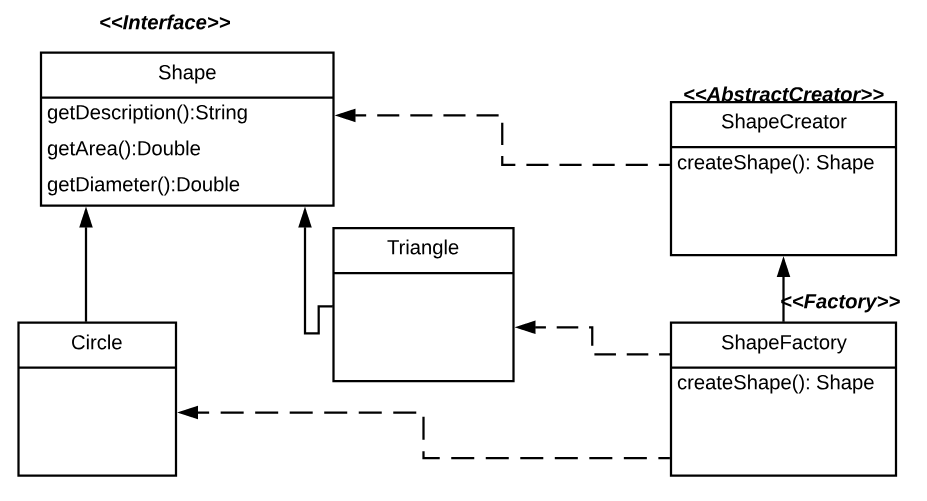 <<Interface>>
Shape
getDescription():String
getArea():Double
getDiameter():Double
<<AbstractCreator>>
ShapeCreator
createShape(): Shape
Triangle
<<Factory>>
Circle
ShapeFactory
createShape(): Shape